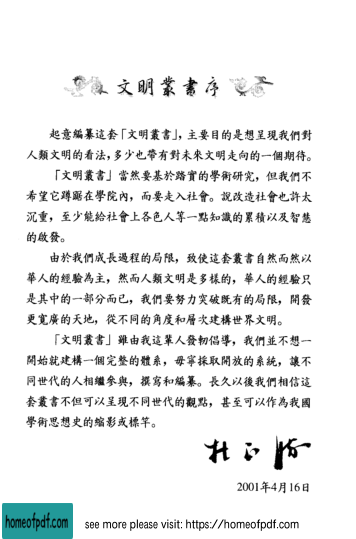 文明叢書序
起意編纂這套「文明叢書」，主要目的是想呈現我們對
人類文明的看法，多少也帶有對未來文明走向的一個期待。
「文明叢書」當然要基於踏實的學術研究，但我們不
希望它蹲踞在學院內，而要走入社會。說改造社會也許太
沉重，至少能給社會上各色人等一點知識的累積以及智慧
的啟發。
由於我們成長過程的局限，致使這套叢書自然而然以
華人的經驗為主，然而人類文明是多樣的，華人的經驗只
是其中的一部分而已，我們要努力突破既有的局限，開發
更寬廣的天地，從不同的角度和層次建構世界文明。
「文明叢書」雖由我這輩人發軔倡導，我們並不想一
開始就建構一個完整的體系，毋寧採取開放的系統，讓不
同世代的人相繼參與，撰寫和編纂。長久以後我們相信這
套叢書不但可以呈現不同世代的觀點，甚至可以作為我國
學術思想史的縮影或標竿。
杜正勝
2001年4月16日
homeofpdf.com
see more please visit: https://homeofpdf.com